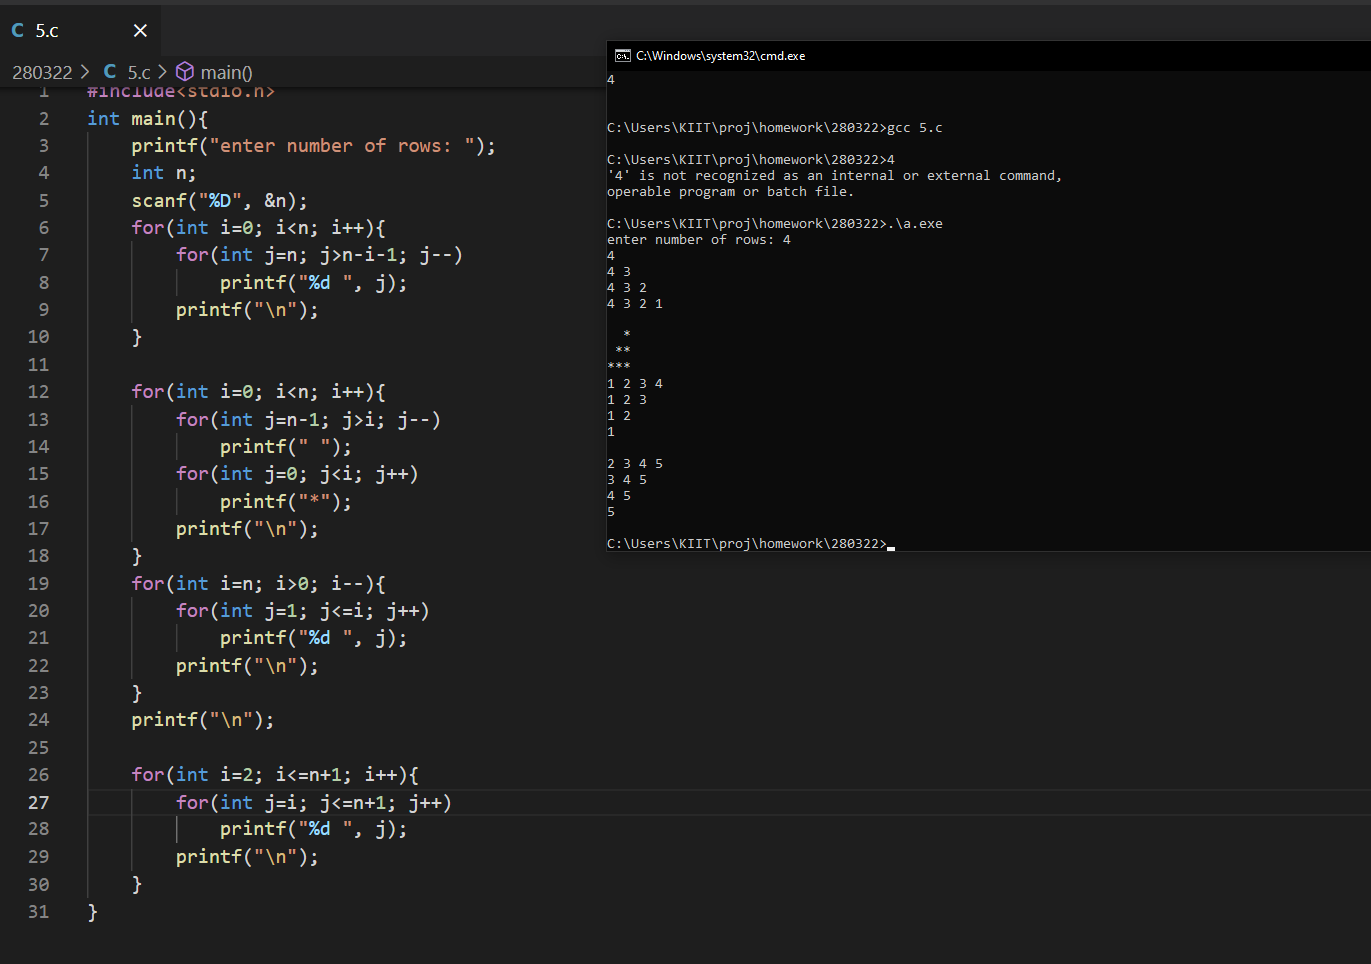 C 5.c ×
280322 > C 5.c > main()
1 #include<stdio.h>
2 int main(){
3     printf("enter number of rows: ");
4     int n;
5     scanf("%D", &n);
6     for(int i=0; i<n; i++){
7         for(int j=n; j>n-i-1; j--)
8             printf("%d ", j);
9         printf("\n");
10     }
11
12     for(int i=0; i<n; i++){
13         for(int j=n-1; j>i; j--)
14             printf(" ");
15         for(int j=0; j<i; j++)
16             printf("*");
17         printf("\n");
18     }
19     for(int i=n; i>0; i--){
20         for(int j=1; j<=i; j++)
21             printf("%d ", j);
22         printf("\n");
23     }
24     printf("\n");
25
26     for(int i=2; i<=n+1; i++){
27         for(int j=i; j<=n+1; j++)
28             printf("%d ", j);
29         printf("\n");
30     }
31 }
C:\Windows\system32\cmd.exe
4
C:\Users\KIIT\proj\homework\280322>gcc 5.c
C:\Users\KIIT\proj\homework\280322>4
'4' is not recognized as an internal or external command,
operable program or batch file.
C:\Users\KIIT\proj\homework\280322>.\a.exe
enter number of rows: 4
4
4 3
4 3 2
4 3 2 1
  *
 **
***
1 2 3 4
1 2 3
1 2
1
2 3 4 5
3 4 5
4 5
5
C:\Users\KIIT\proj\homework\280322>